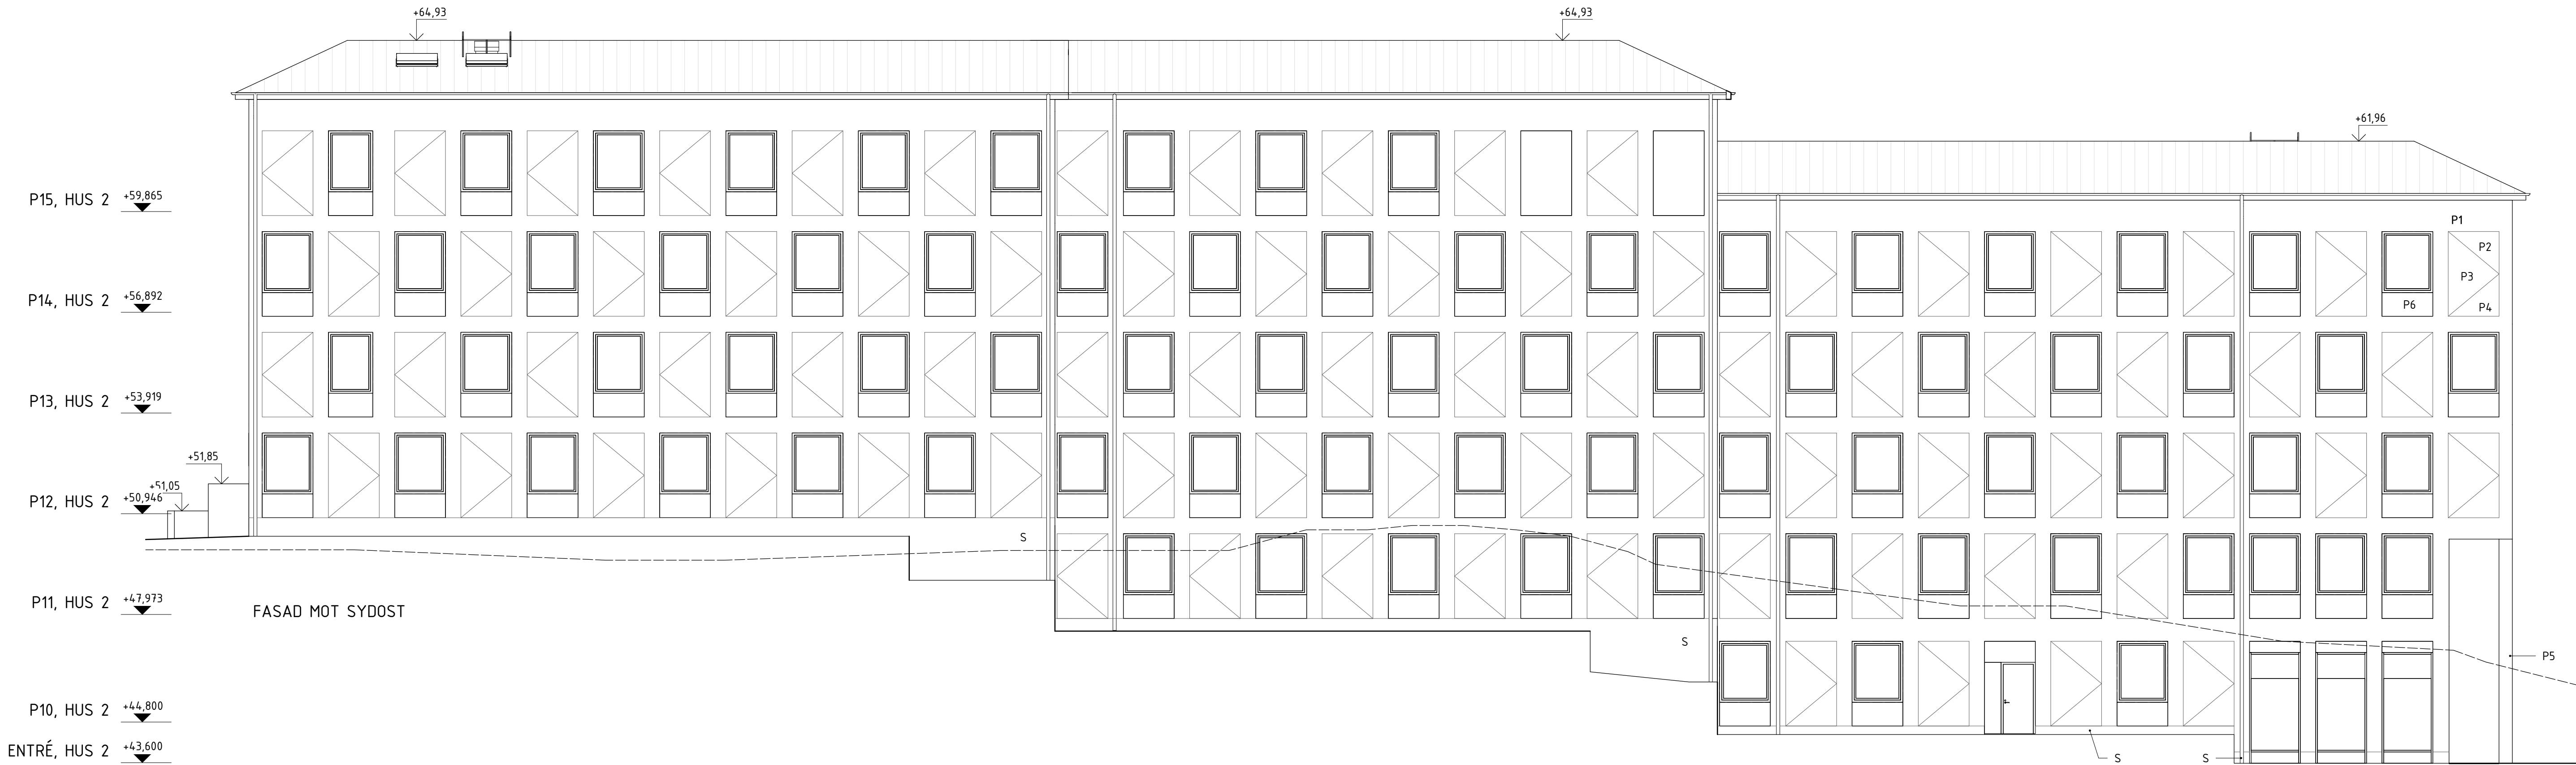 +64,93
+64,93
+61,96
P15, HUS 2 +59,865
P1
P2
P3
P14, HUS 2 +56,892
P6
P4
P13, HUS 2 +53,919
+51,85
+51,05
P12, HUS 2 +50,946
S
P11, HUS 2 +47,973
FASAD MOT SYDOST
S
P5
P10, HUS 2 +44,800
ENTRÉ, HUS 2 +43,600
S
S